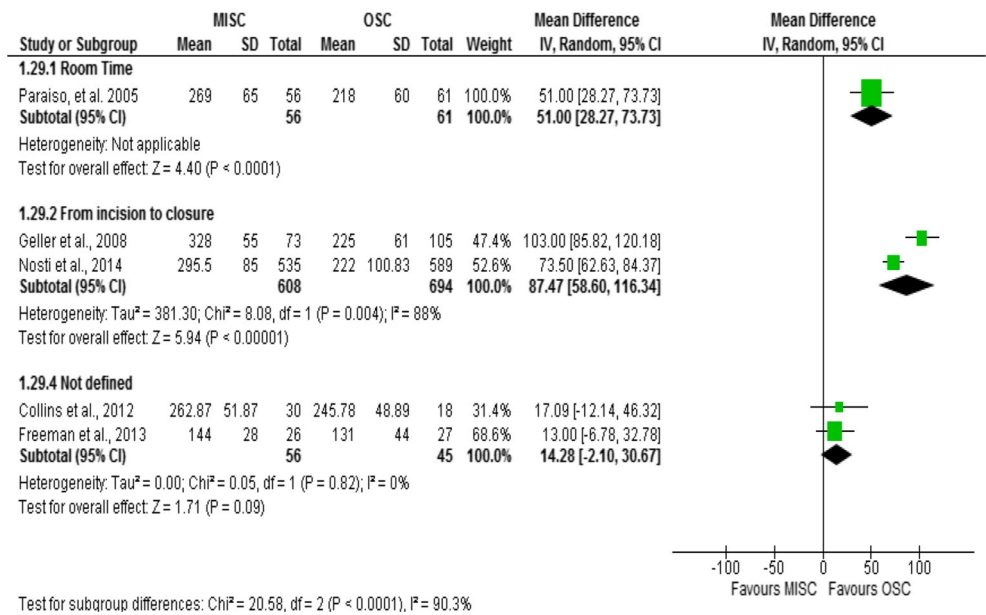 MISC OSC Mean Difference Mean Difference
Study or Subgroup Mean SD Total Mean SD Total Weight IV, Random, 95% CI IV, Random, 95% CI
1.29.1 Room Time
Paraiso, et al. 2005 269 65 56 218 60 61 100.0% 51.00 [28.27, 73.73]
Subtotal (95% CI) 56 61 100.0% 51.00 [28.27, 73.73]
Heterogeneity: Not applicable
Test for overall effect: Z = 4.40 (P < 0.0001)
1.29.2 From incision to closure
Geller et al., 2008 328 55 73 225 61 105 47.4% 103.00 [85.82, 120.18]
Nosti et al., 2014 295.5 85 535 222 100.83 589 52.6% 73.50 [62.63, 84.37]
Subtotal (95% CI) 608 694 100.0% 87.47 [58.60, 116.34]
Heterogeneity: Tau² = 381.30; Chi² = 8.08, df = 1 (P = 0.004); I² = 88%
Test for overall effect: Z = 5.94 (P < 0.00001)
1.29.4 Not defined
Collins et al., 2012 262.87 51.87 30 245.78 48.89 18 31.4% 17.09 [-12.14, 46.32]
Freeman et al., 2013 144 28 26 131 44 27 68.6% 13.00 [-6.78, 32.78]
Subtotal (95% CI) 56 45 100.0% 14.28 [-2.10, 30.67]
Heterogeneity: Tau² = 0.00; Chi² = 0.05, df = 1 (P = 0.82); I² = 0%
Test for overall effect: Z = 1.71 (P = 0.09)
-100 -50 0 50 100
Favours MISC Favours OSC
Test for subgroup differences: Chi² = 20.58, df = 2 (P < 0.0001), I² = 90.3%